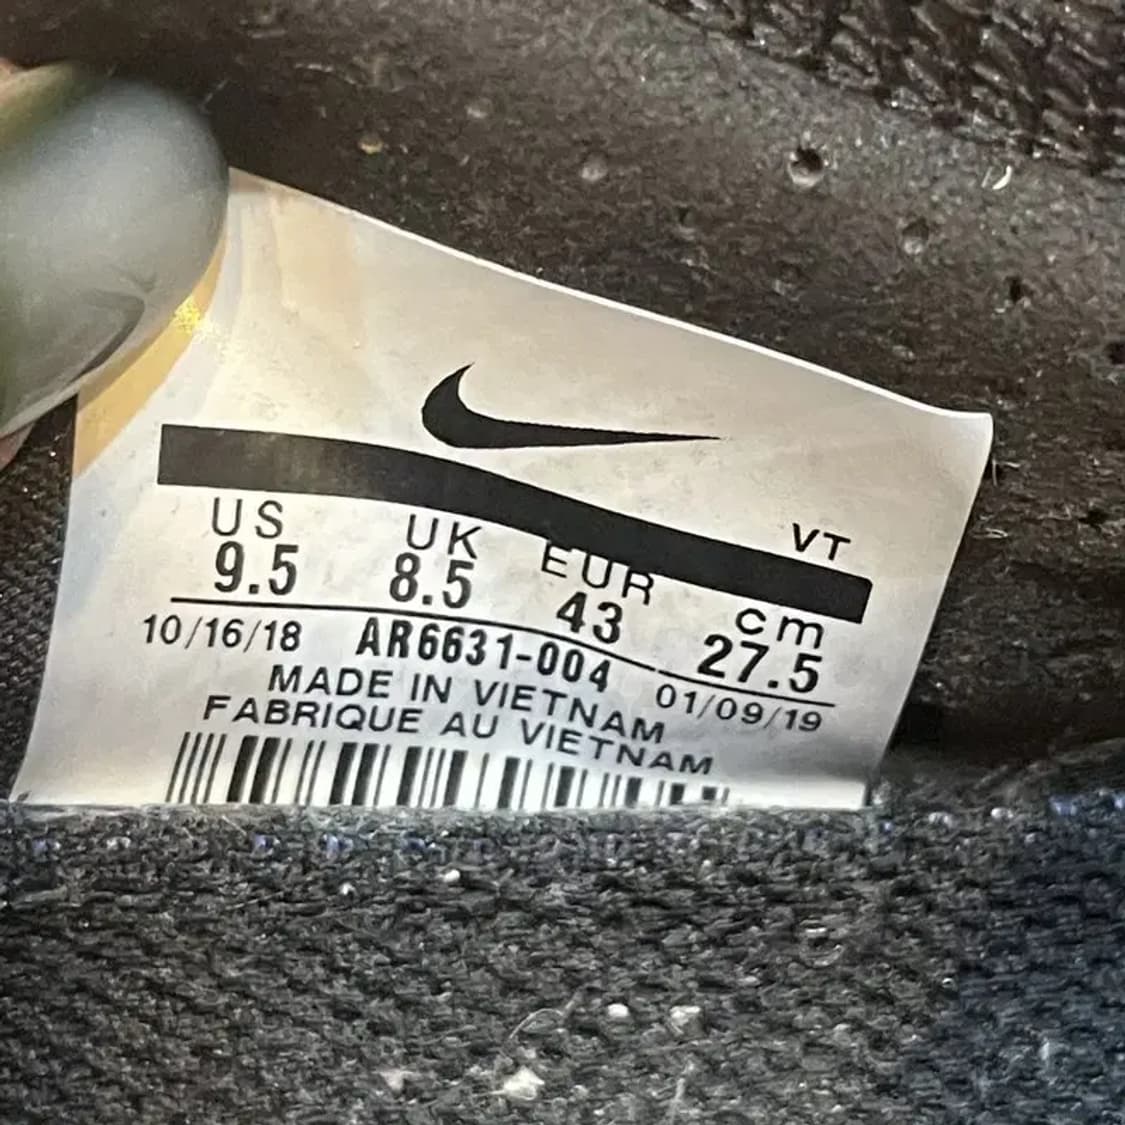 VT
US UK EUR cm
9.5 8.5 43 27.5
10/16/18 AR6631-004 01/09/19
MADE IN VIETNAM
FABRIQUE AU VIETNAM